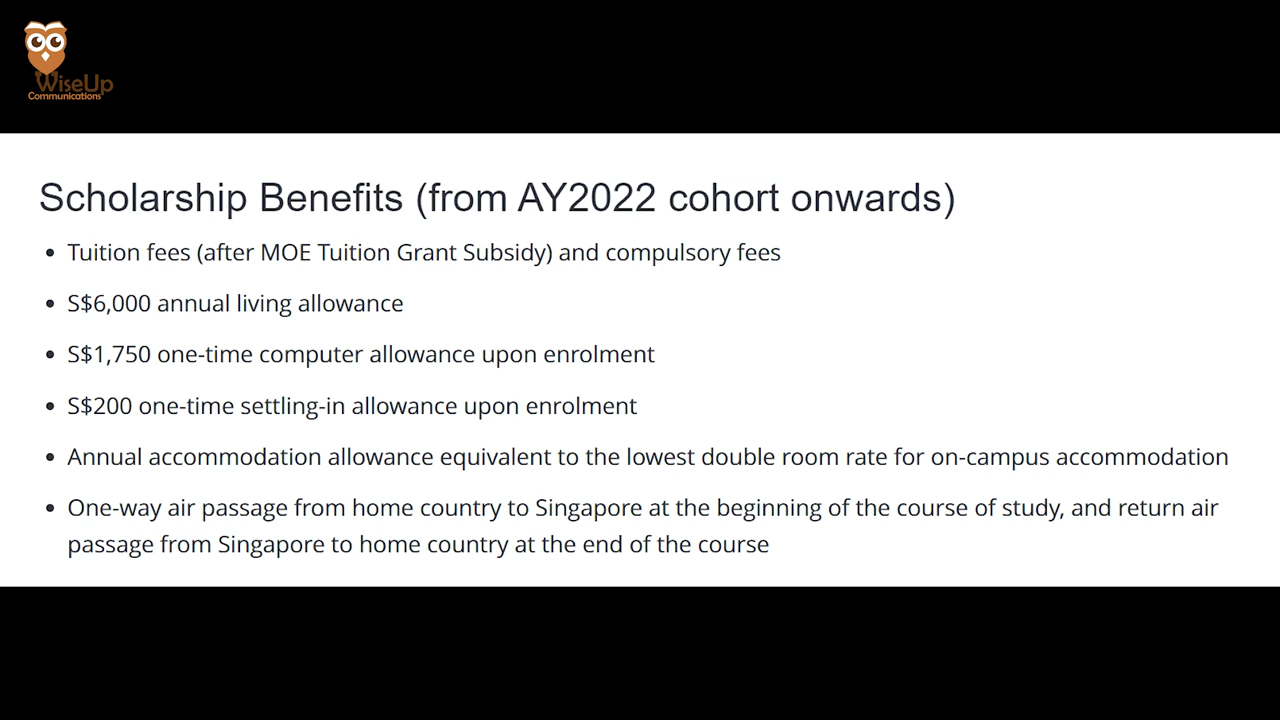 WiseUp
Communications
Scholarship Benefits (from AY2022 cohort onwards)
• Tuition fees (after MOE Tuition Grant Subsidy) and compulsory fees
• S$6,000 annual living allowance
• S$1,750 one-time computer allowance upon enrolment
• S$200 one-time settling-in allowance upon enrolment
• Annual accommodation allowance equivalent to the lowest double room rate for on-campus accommodation
• One-way air passage from home country to Singapore at the beginning of the course of study, and return air
passage from Singapore to home country at the end of the course